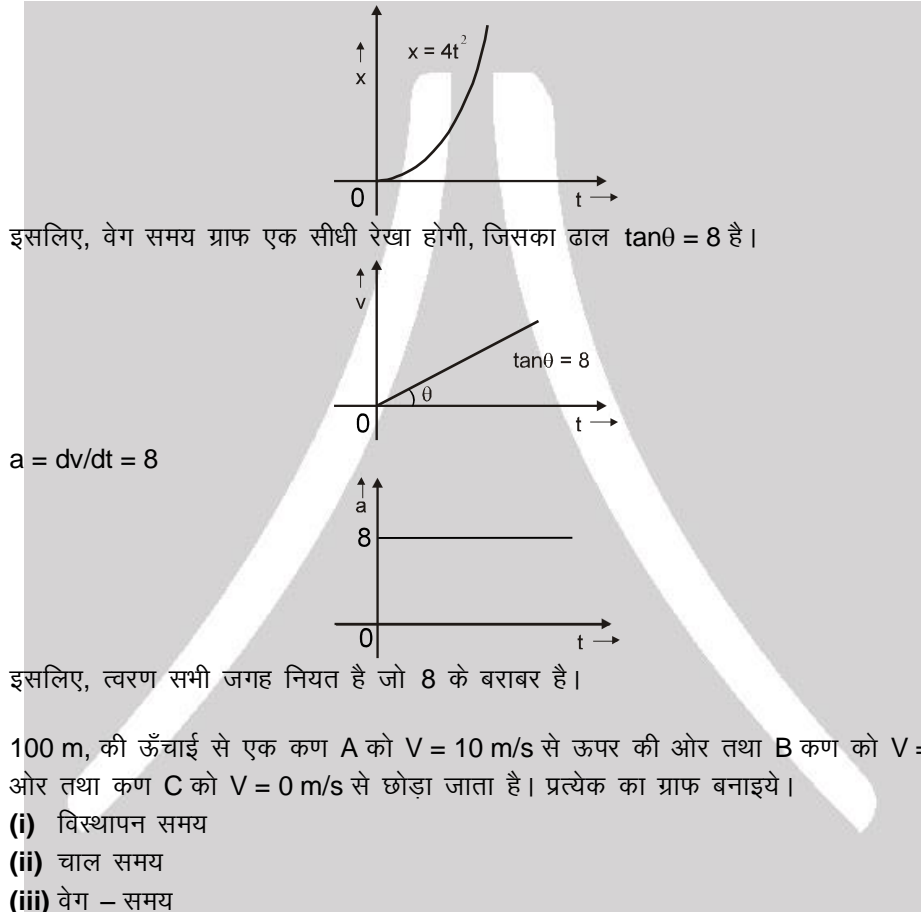 x = 4t²
↑
x
0
t →
इसलिए, वेग समय ग्राफ एक सीधी रेखा होगी, जिसका ढाल tanθ = 8 है।
↑
v
tanθ = 8
θ
0
t →
a = dv/dt = 8
↑
a
8
0
t →
इसलिए, त्वरण सभी जगह नियत है जो 8 के बराबर है।
100 m, की ऊँचाई से एक कण A को V = 10 m/s से ऊपर की ओर तथा B कण को V =
ओर तथा कण C को V = 0 m/s से छोड़ा जाता है। प्रत्येक का ग्राफ बनाइये।
(i) विस्थापन समय
(ii) चाल समय
(iii) वेग – समय